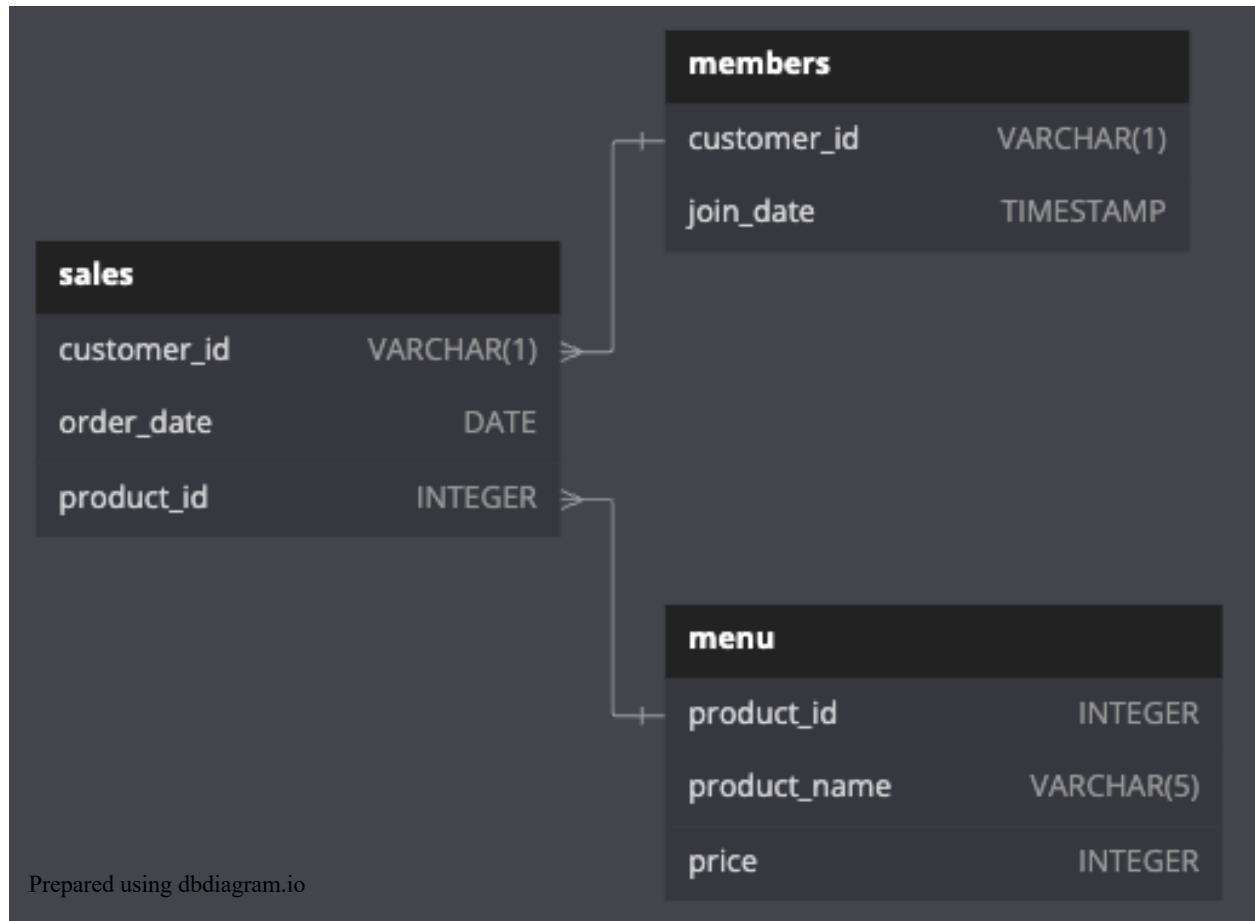 members
customer_id VARCHAR(1)
join_date TIMESTAMP
sales
customer_id VARCHAR(1)
order_date DATE
product_id INTEGER
menu
product_id INTEGER
product_name VARCHAR(5)
price INTEGER
Prepared using dbdiagram.io